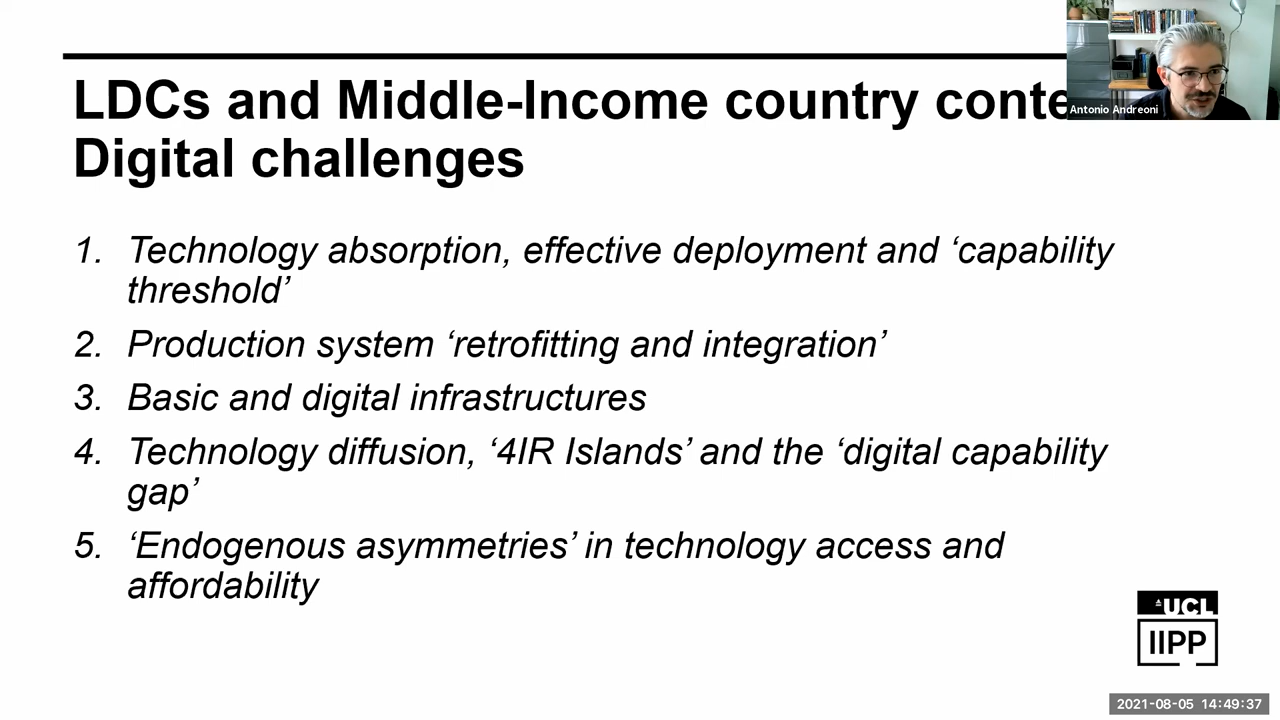 LDCs and Middle-Income country conte
Digital challenges
Antonio Andreoni
1. Technology absorption, effective deployment and ‘capability
threshold’
2. Production system ‘retrofitting and integration’
3. Basic and digital infrastructures
4. Technology diffusion, ‘4IR Islands’ and the ‘digital capability
gap’
5. ‘Endogenous asymmetries’ in technology access and
affordability
UCL
IIPP
2021-08-05 14:49:37